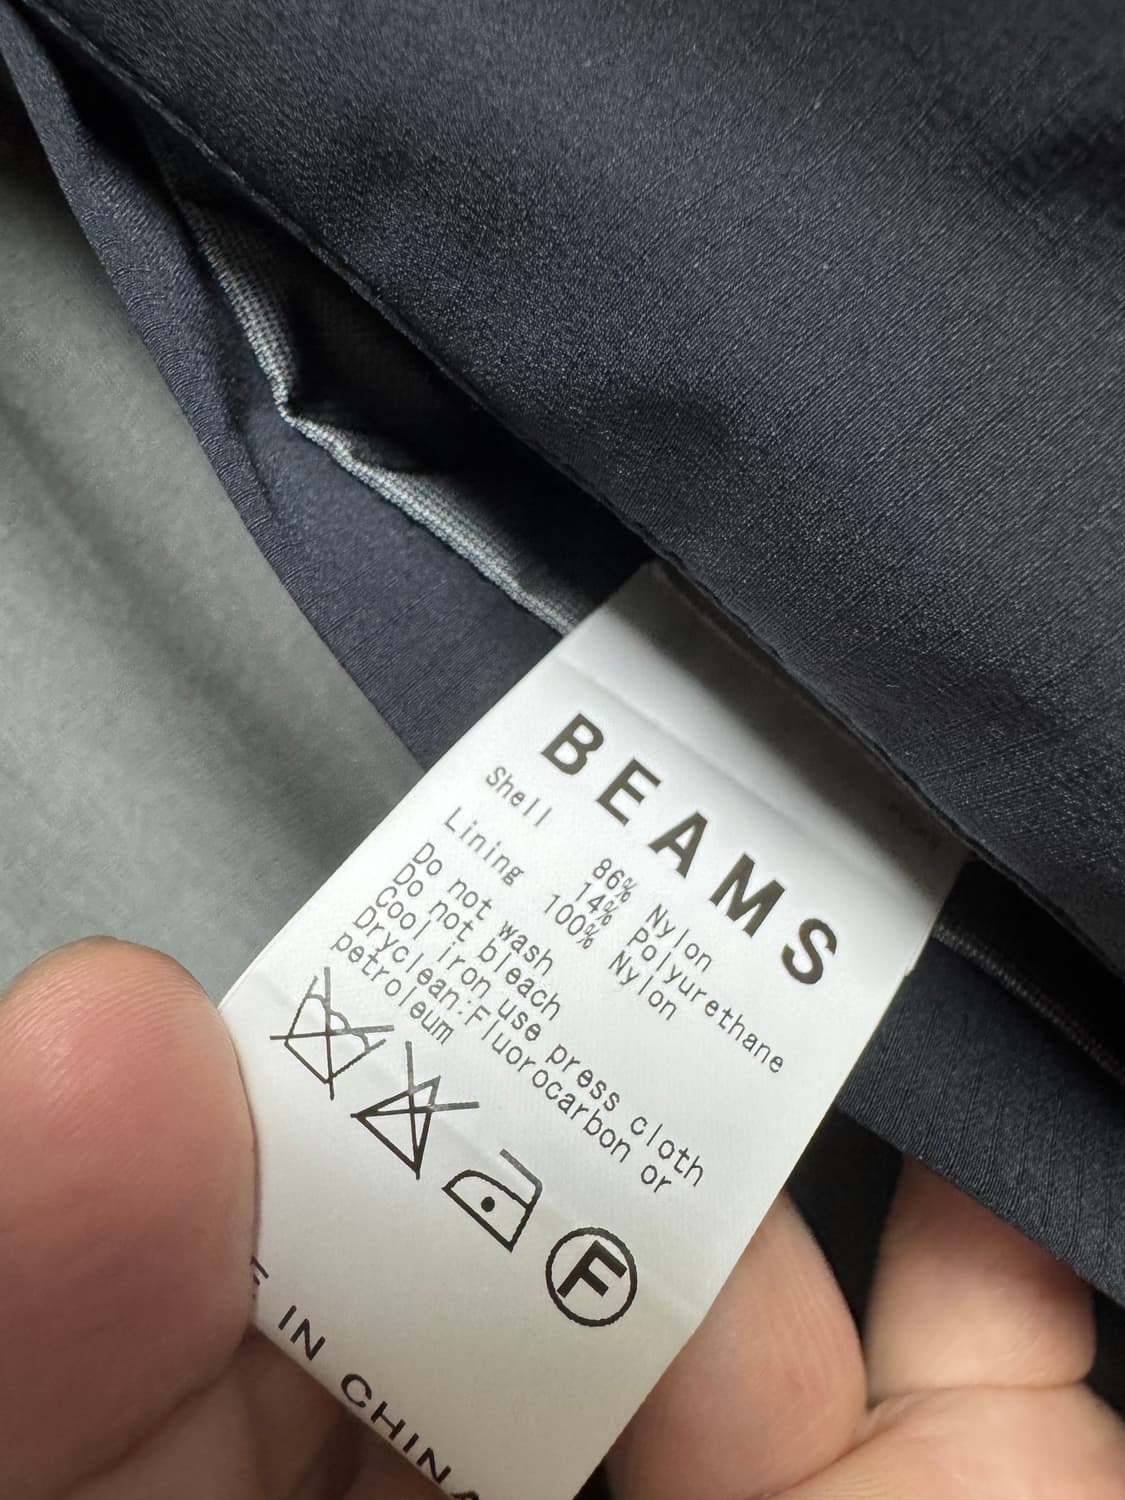 BEAMS
Shell 86% Nylon
14% Polyurethane
Lining 100% Nylon
Do not wash
Do not bleach
Cool iron use press cloth
Dryclean:Fluorocarbon or
petroleum
F
IN CHINA